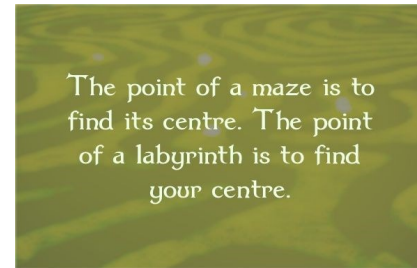 The point of a maze is to
find its centre. The point
of a labyrinth is to find
your centre.